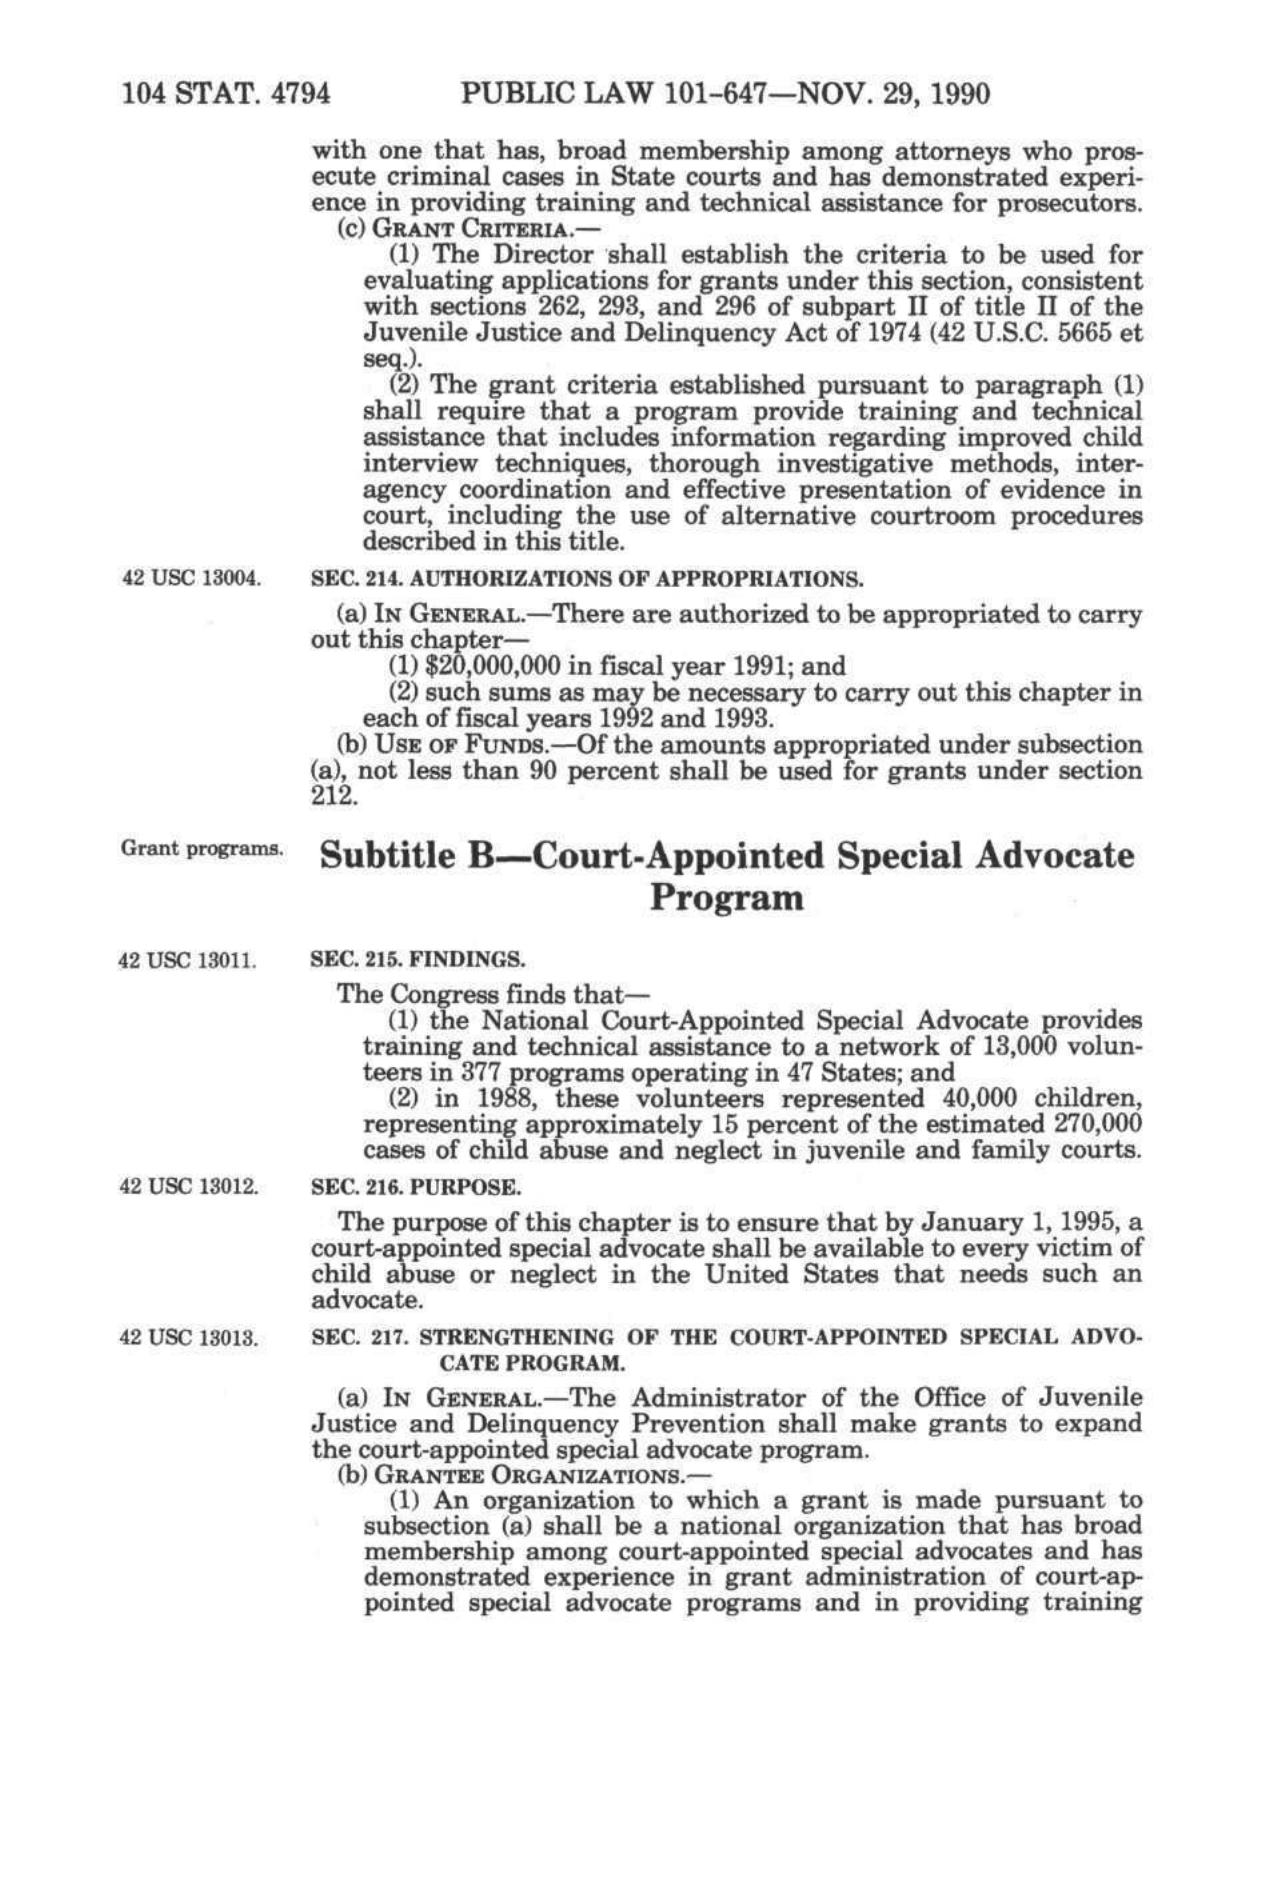 104 STAT. 4794 PUBLIC LAW 101-647—NOV. 29, 1990
with one that has, broad membership among attorneys who pros-
ecute criminal cases in State courts and has demonstrated experi-
ence in providing training and technical assistance for prosecutors.
(c) GRANT CRITERIA.—
(1) The Director shall establish the criteria to be used for
evaluating applications for grants under this section, consistent
with sections 262, 293, and 296 of subpart II of title II of the
Juvenile Justice and Delinquency Act of 1974 (42 U.S.C. 5665 et
seq.).
(2) The grant criteria established pursuant to paragraph (1)
shall require that a program provide training and technical
assistance that includes information regarding improved child
interview techniques, thorough investigative methods, inter-
agency coordination and effective presentation of evidence in
court, including the use of alternative courtroom procedures
described in this title.
42 USC 13004. SEC. 214. AUTHORIZATIONS OF APPROPRIATIONS.
(a) IN GENERAL.—There are authorized to be appropriated to carry
out this chapter—
(1) $20,000,000 in fiscal year 1991; and
(2) such sums as may be necessary to carry out this chapter in
each of fiscal years 1992 and 1993.
(b) USE OF FUNDS.—Of the amounts appropriated under subsection
(a), not less than 90 percent shall be used for grants under section
212.
Grant programs. Subtitle B—Court-Appointed Special Advocate
Program
42 USC 13011. SEC. 215. FINDINGS.
The Congress finds that—
(1) the National Court-Appointed Special Advocate provides
training and technical assistance to a network of 13,000 volun-
teers in 377 programs operating in 47 States; and
(2) in 1988, these volunteers represented 40,000 children,
representing approximately 15 percent of the estimated 270,000
cases of child abuse and neglect in juvenile and family courts.
42 USC 13012. SEC. 216. PURPOSE.
The purpose of this chapter is to ensure that by January 1, 1995, a
court-appointed special advocate shall be available to every victim of
child abuse or neglect in the United States that needs such an
advocate.
42 USC 13013. SEC. 217. STRENGTHENING OF THE COURT-APPOINTED SPECIAL ADVO-
CATE PROGRAM.
(a) IN GENERAL.—The Administrator of the Office of Juvenile
Justice and Delinquency Prevention shall make grants to expand
the court-appointed special advocate program.
(b) GRANTEE ORGANIZATIONS.—
(1) An organization to which a grant is made pursuant to
subsection (a) shall be a national organization that has broad
membership among court-appointed special advocates and has
demonstrated experience in grant administration of court-ap-
pointed special advocate programs and in providing training